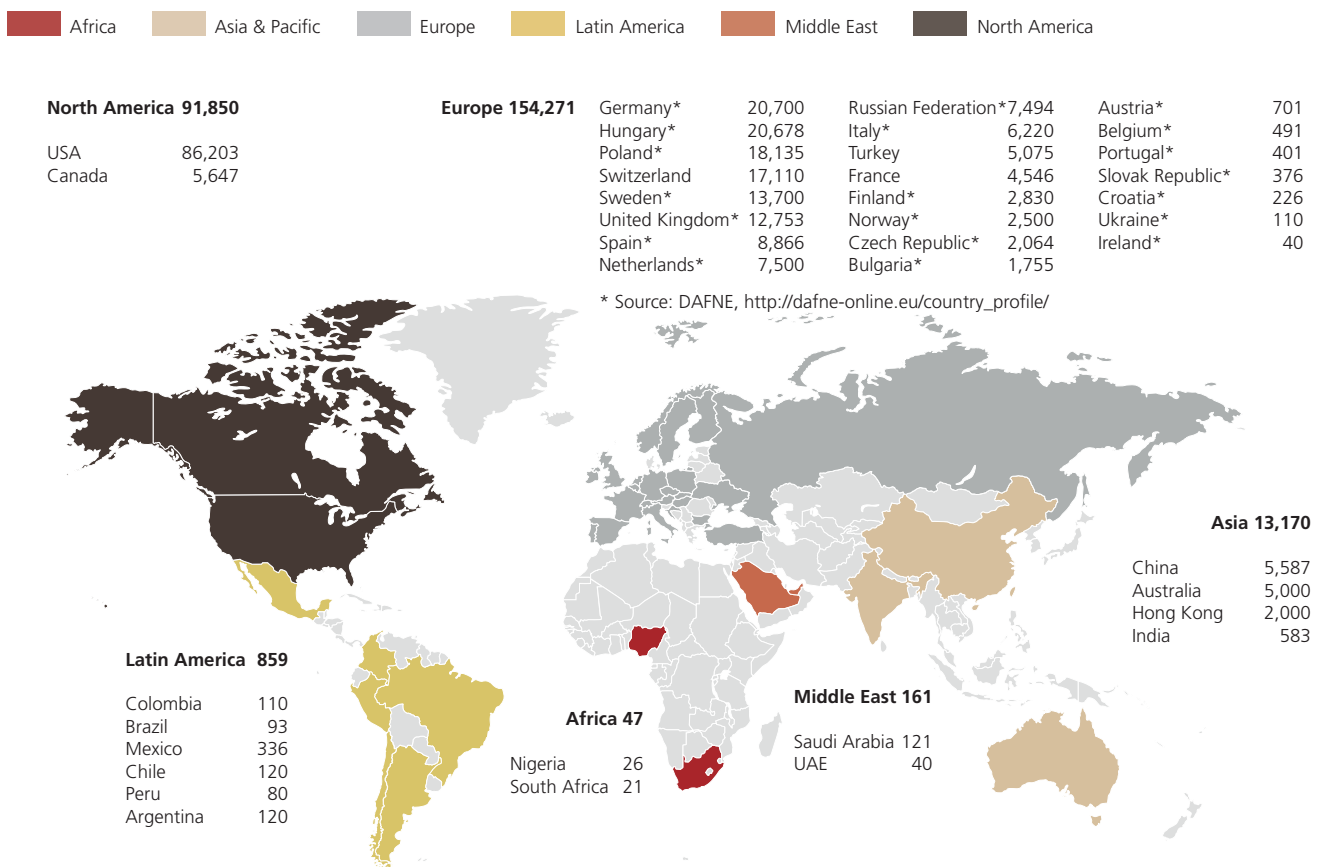 Africa
Asia & Pacific
Europe
Latin America
Middle East
North America
North America 91,850
USA 86,203
Canada 5,647
Europe 154,271
Germany* 20,700
Hungary* 20,678
Poland* 18,135
Switzerland 17,110
Sweden* 13,700
United Kingdom* 12,753
Spain* 8,866
Netherlands* 7,500
Russian Federation* 7,494
Italy* 6,220
Turkey 5,075
France 4,546
Finland* 2,830
Norway* 2,500
Czech Republic* 2,064
Bulgaria* 1,755
Austria* 701
Belgium* 491
Portugal* 401
Slovak Republic* 376
Croatia* 226
Ukraine* 110
Ireland* 40
* Source: DAFNE, http://dafne-online.eu/country_profile/
Asia 13,170
China 5,587
Australia 5,000
Hong Kong 2,000
India 583
Latin America 859
Colombia 110
Brazil 93
Mexico 336
Chile 120
Peru 80
Argentina 120
Africa 47
Nigeria 26
South Africa 21
Middle East 161
Saudi Arabia 121
UAE 40